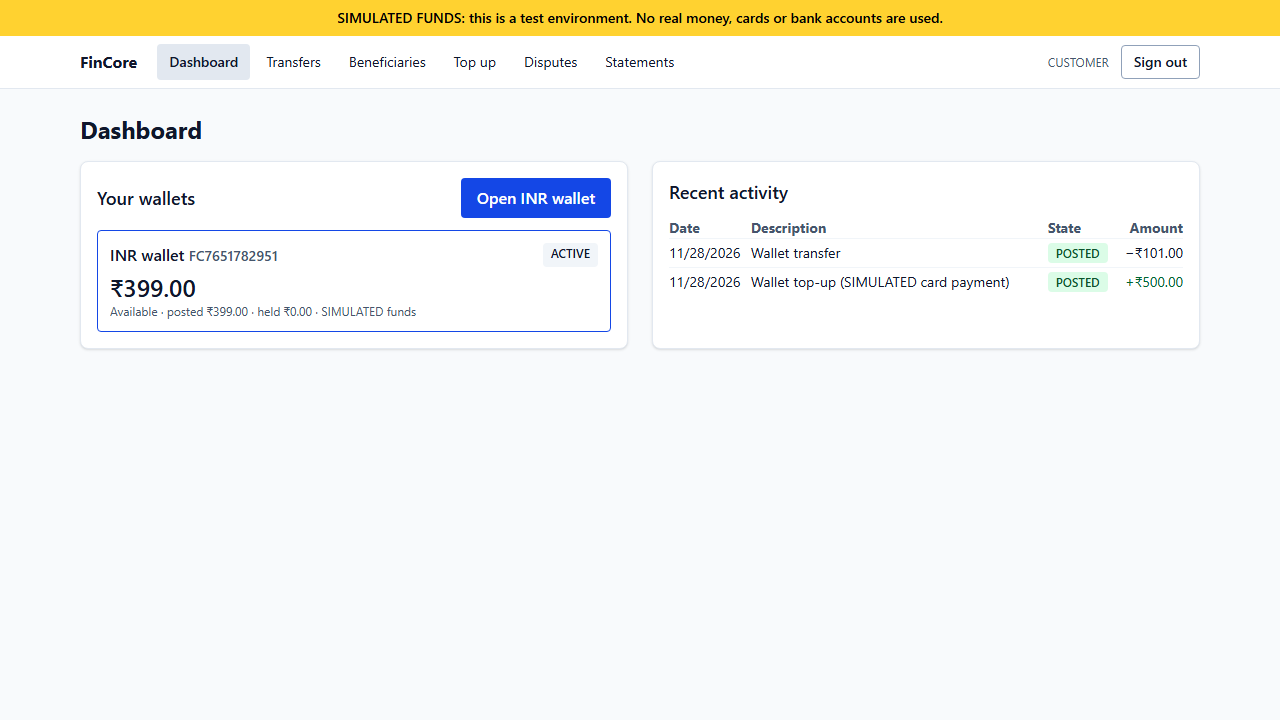 SIMULATED FUNDS: this is a test environment. No real money, cards or bank accounts are used.
FinCore Dashboard Transfers Beneficiaries Top up Disputes Statements CUSTOMER Sign out
Dashboard
Your wallets Open INR wallet
INR wallet FC7651782951 ACTIVE
₹399.00
Available · posted ₹399.00 · held ₹0.00 · SIMULATED funds
Recent activity
Date Description State Amount
11/28/2026 Wallet transfer POSTED −₹101.00
11/28/2026 Wallet top-up (SIMULATED card payment) POSTED +₹500.00